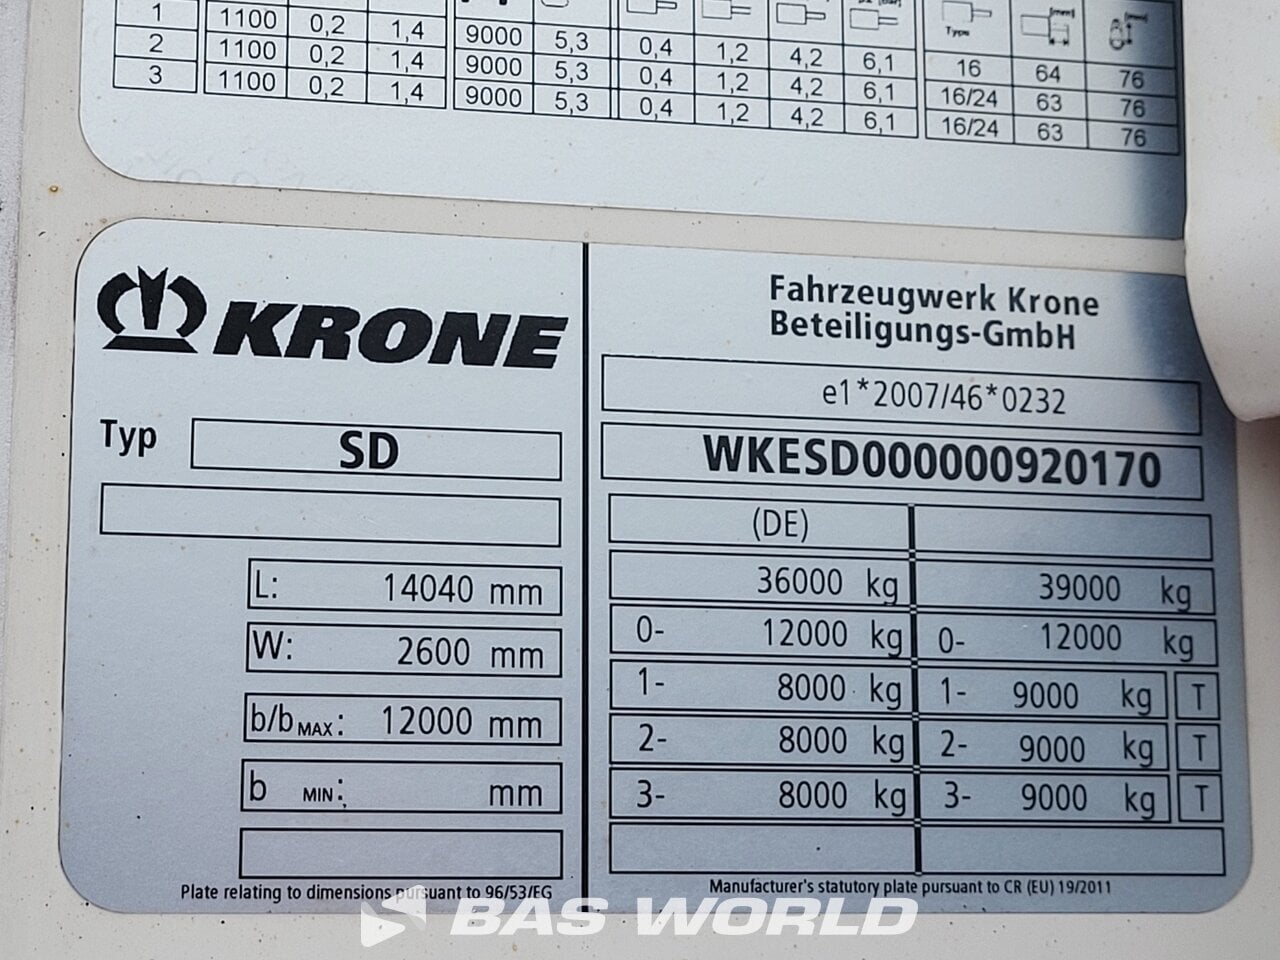 [mm] [mm]
Type
1 1100 0,2 1,4 9000 5,3 0,4 1,2 4,2 6,1 16 64 76
2 1100 0,2 1,4 9000 5,3 0,4 1,2 4,2 6,1 16/24 63 76
3 1100 0,2 1,4 9000 5,3 0,4 1,2 4,2 6,1 16/24 63 76
KRONE
Typ SD
L: 14040 mm
W: 2600 mm
b/b MAX: 12000 mm
b MIN: mm
Plate relating to dimensions pursuant to 96/53/EG
Fahrzeugwerk Krone
Beteiligungs-GmbH
e1*2007/46*0232
WKESD000000920170
(DE)
36000 kg 39000 kg
0- 12000 kg 0- 12000 kg
1- 8000 kg 1- 9000 kg T
2- 8000 kg 2- 9000 kg T
3- 8000 kg 3- 9000 kg T
Manufacturer's statutory plate pursuant to CR (EU) 19/2011
BAS WORLD